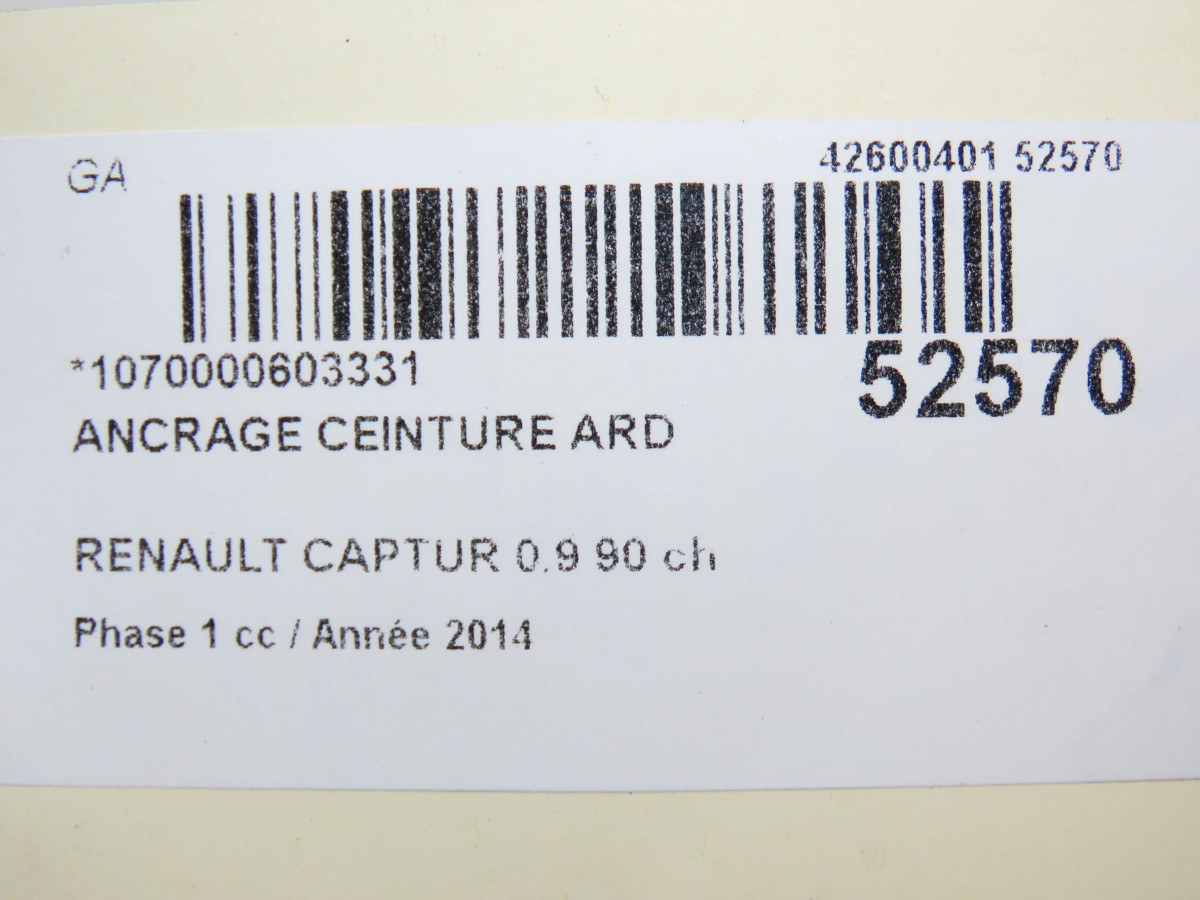 GA
42600401 52570
*1070000603331
52570
ANCRAGE CEINTURE ARD
RENAULT CAPTUR 0.9 90 ch
Phase 1 cc / Année 2014